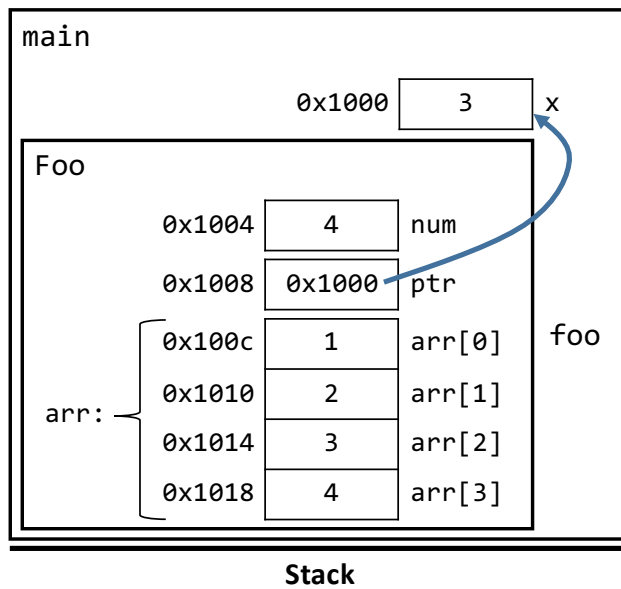 main
0x1000 3 x
Foo
0x1004 4 num
0x1008 0x1000 ptr
0x100c 1 arr[0]
foo
0x1010 2 arr[1]
arr:
0x1014 3 arr[2]
0x1018 4 arr[3]
Stack